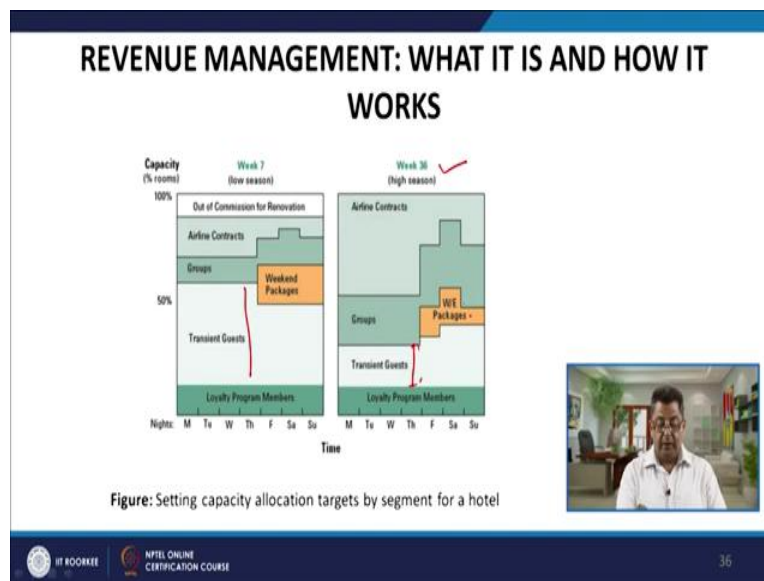 REVENUE MANAGEMENT: WHAT IT IS AND HOW IT
WORKS
Capacity
(% rooms)
Week 7
(low season)
Week 36
(high season)
100%
50%
Out of Commission for Renovation
Airline Contracts
Groups
Weekend
Packages
Transient Guests
Loyalty Program Members
Airline Contracts
Groups
W/E
Packages
Transient Guests
Loyalty Program Members
Nights: M Tu W Th F Sa Su
M Tu W Th F Sa Su
Time
Figure: Setting capacity allocation targets by segment for a hotel
IIT ROORKEE
NPTEL ONLINE
CERTIFICATION COURSE
36